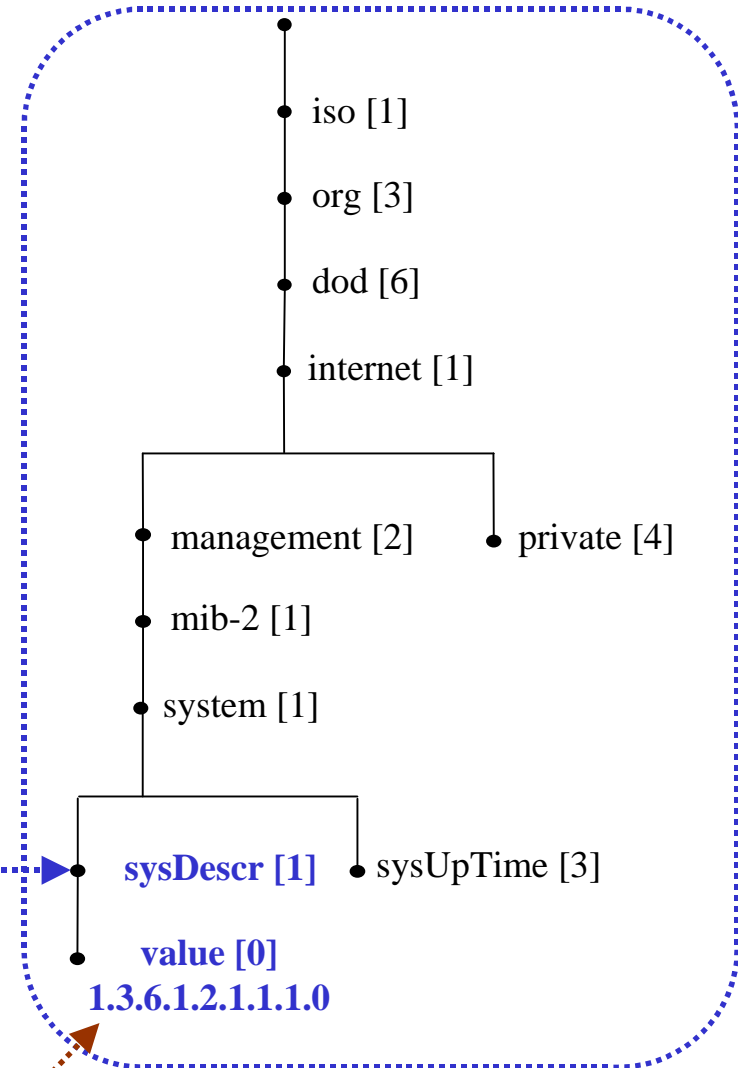 iso [1]
org [3]
dod [6]
internet [1]
management [2]
private [4]
mib-2 [1]
system [1]
sysDescr [1]
sysUpTime [3]
value [0]
1.3.6.1.2.1.1.1.0